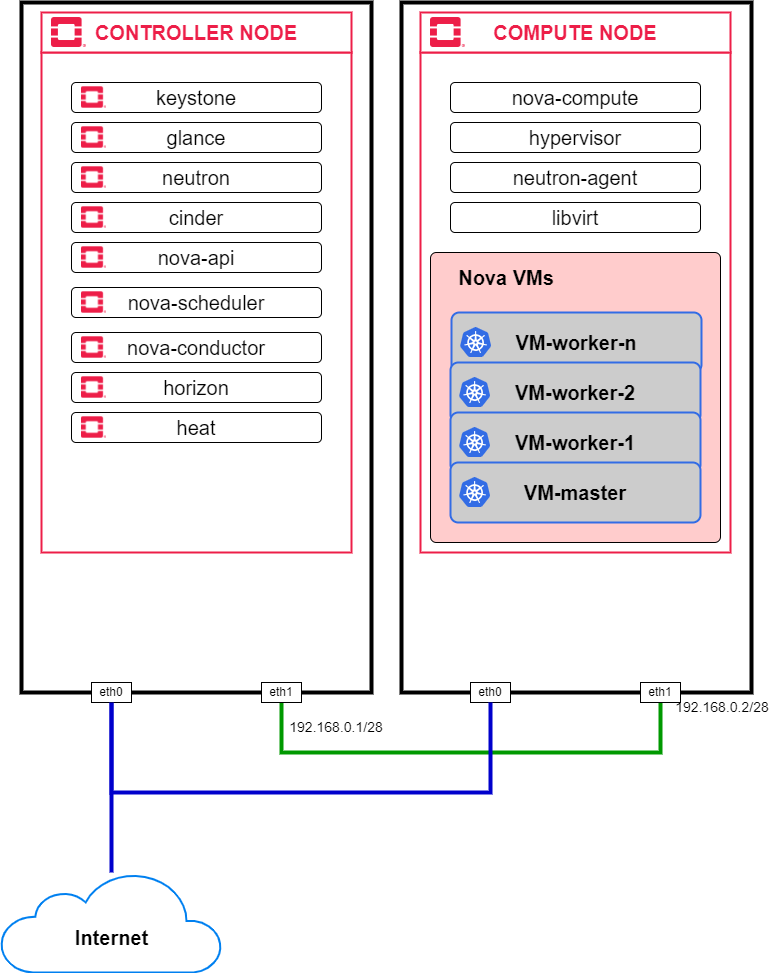 CONTROLLER NODE
keystone
glance
neutron
cinder
nova-api
nova-scheduler
nova-conductor
horizon
heat
COMPUTE NODE
nova-compute
hypervisor
neutron-agent
libvirt
Nova VMs
VM-worker-n
VM-worker-2
VM-worker-1
VM-master
eth0
eth1
eth0
eth1
192.168.0.1/28
192.168.0.2/28
Internet